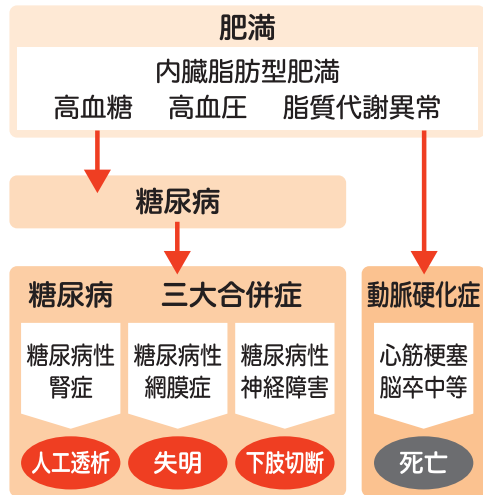 肥満
内臓脂肪型肥満
高血糖 高血圧 脂質代謝異常
糖尿病
糖尿病 三大合併症
糖尿病性
腎症
糖尿病性
網膜症
糖尿病性
神経障害
人工透析
失明
下肢切断
動脈硬化症
心筋梗塞
脳卒中等
死亡